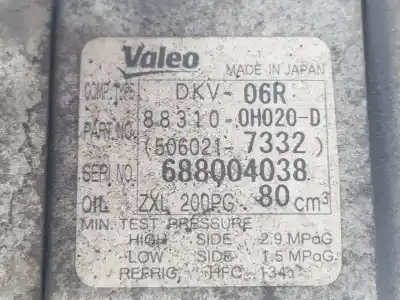 Valeo MADE IN JAPAN
COMP. TYPE DKV-06R
PART NO. 88310-0H020-D
(506021-7332)
SERI. NO. 688004038
OIL ZXL 200PG 80 cm³
MIN. TEST PRESSURE
HIGH SIDE 2.9 MPaG
LOW SIDE 1.5 MPaG
REFRIG. HFC 134a